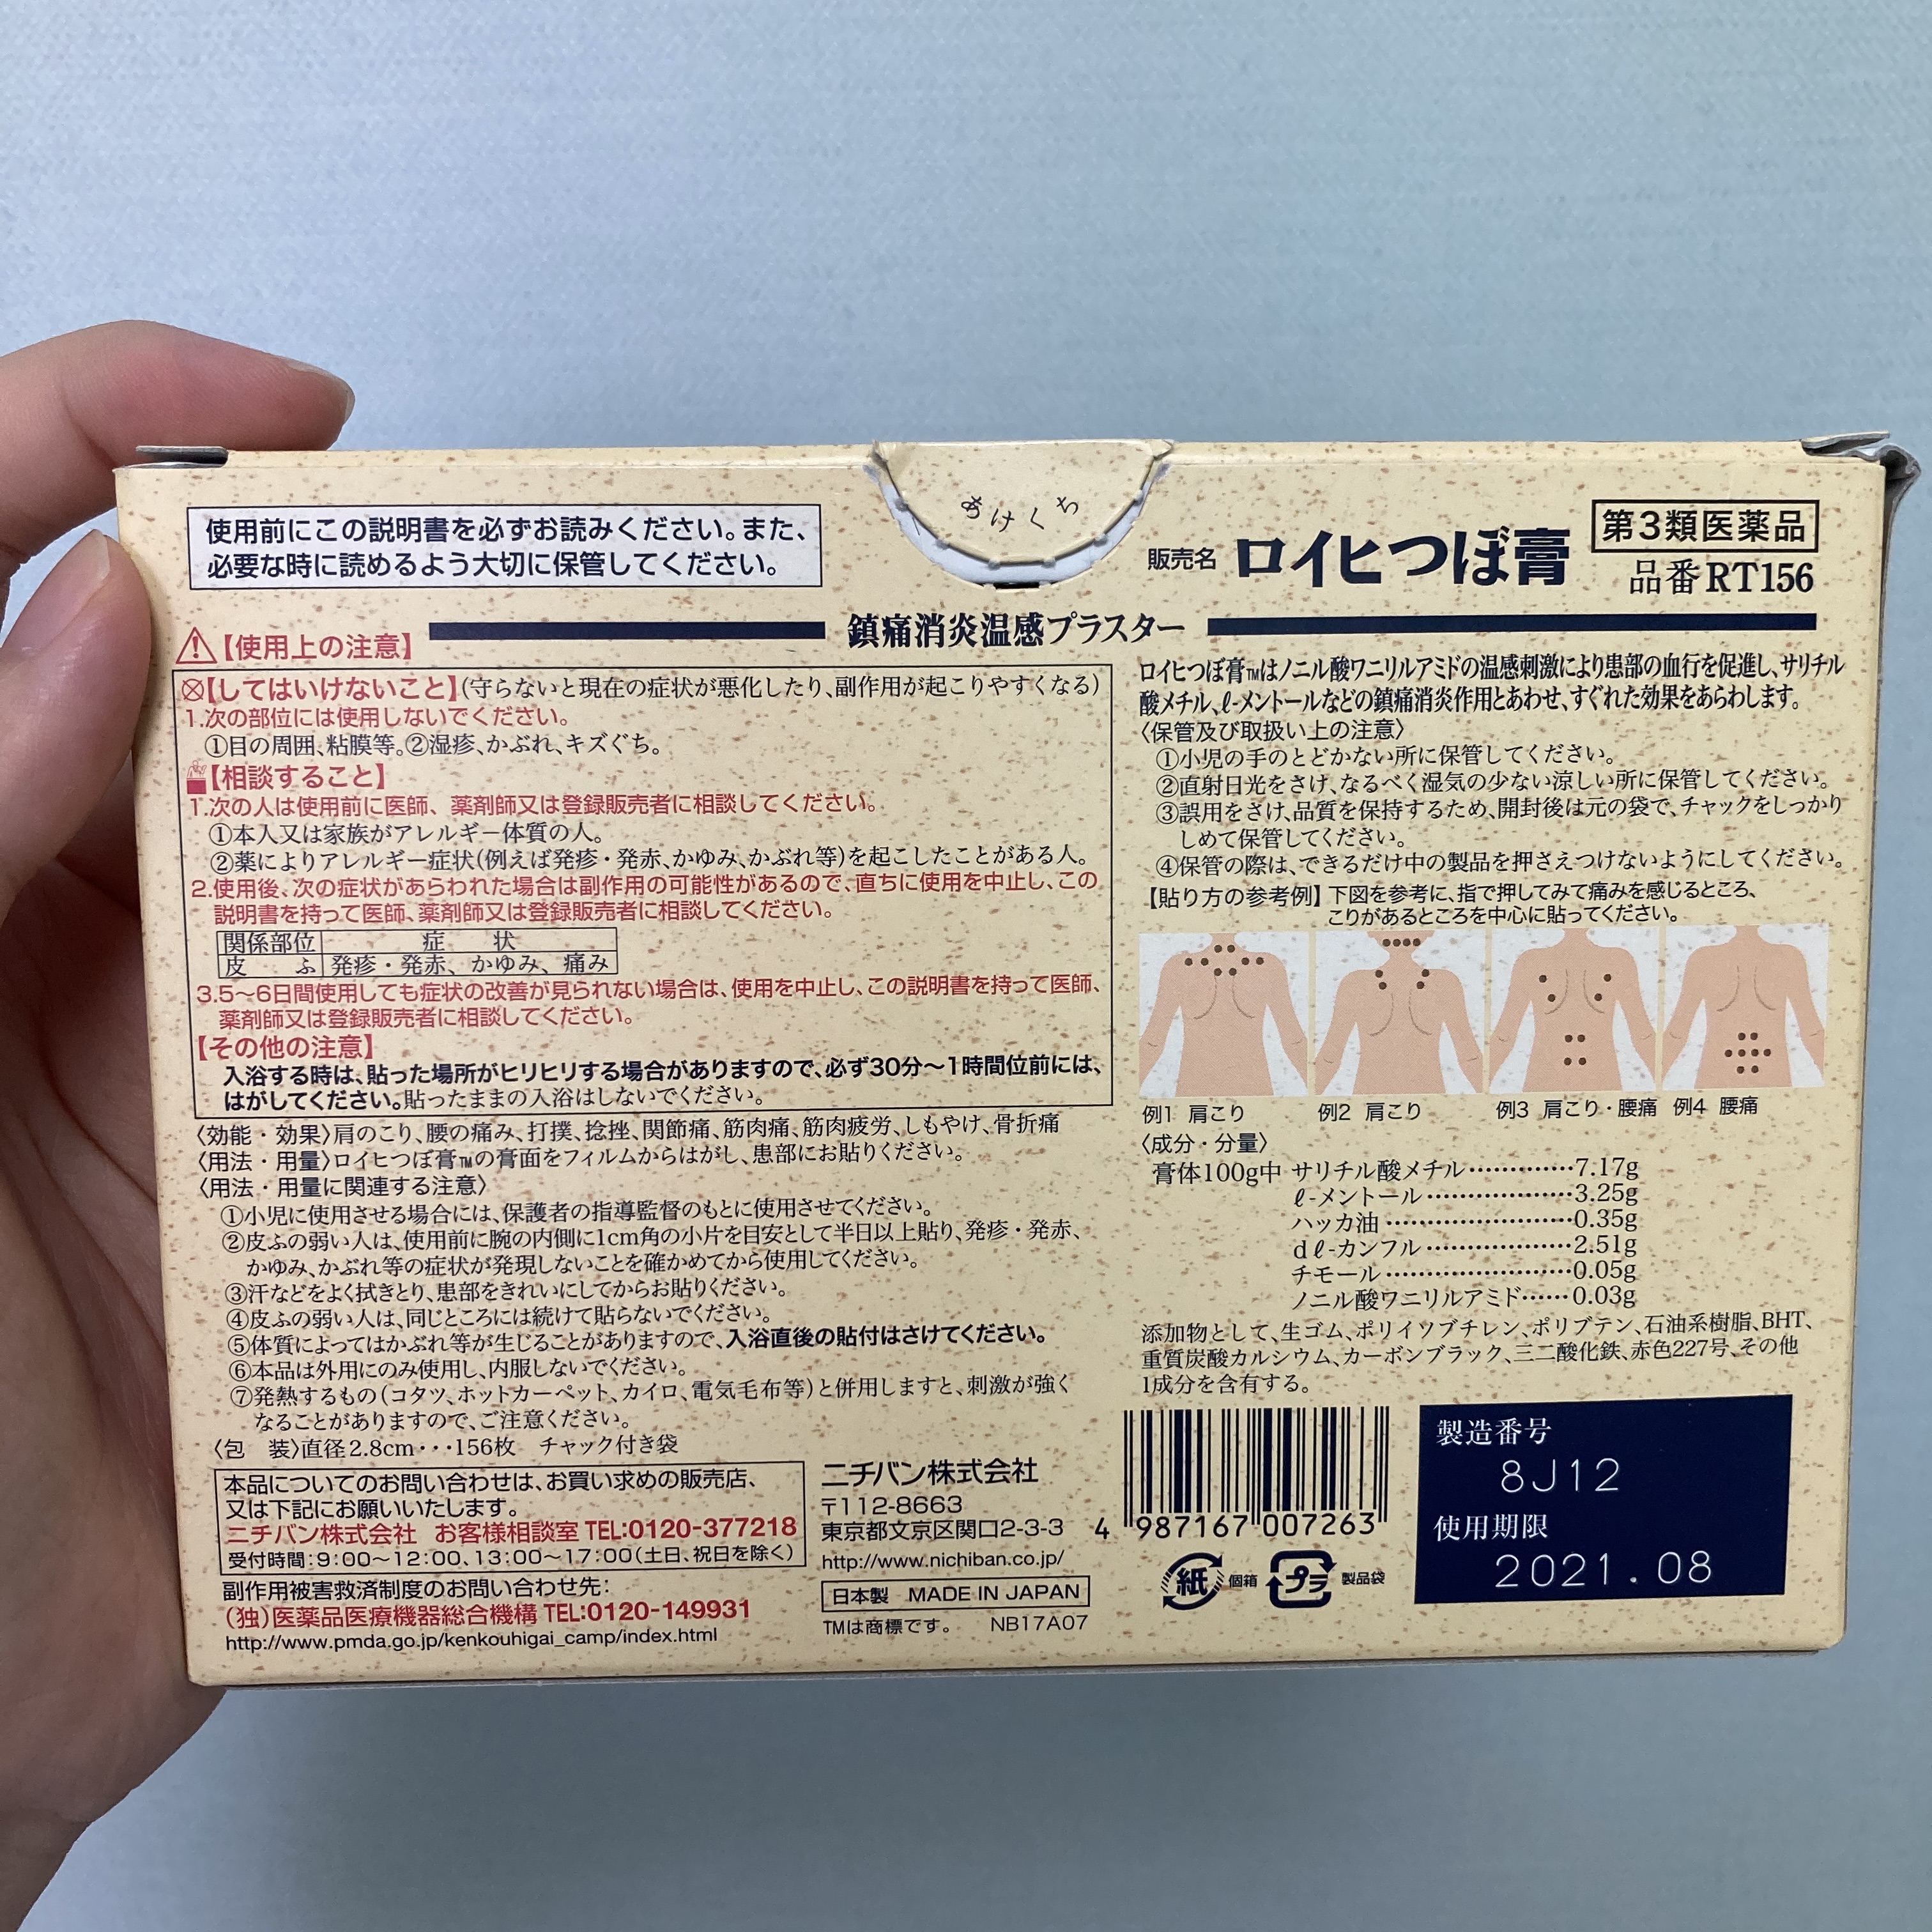 あけくち
使用前にこの説明書を必ずお読みください。また、
必要な時に読めるよう大切に保管してください。
販売名 ロイヒつぼ膏
第3類医薬品
品番RT156
鎮痛消炎温感プラスター
【使用上の注意】
【してはいけないこと】(守らないと現在の症状が悪化したり、副作用が起こりやすくなる)
1.次の部位には使用しないでください。
①目の周囲、粘膜等。②湿疹、かぶれ、キズぐち。
【相談すること】
1.次の人は使用前に医師、薬剤師又は登録販売者に相談してください。
①本人又は家族がアレルギー体質の人。
②薬によりアレルギー症状(例えば発疹・発赤、かゆみ、かぶれ等)を起こしたことがある人。
2.使用後、次の症状があらわれた場合は副作用の可能性があるので、直ちに使用を中止し、この
説明書を持って医師、薬剤師又は登録販売者に相談してください。
関係部位 症 状
皮 ふ 発疹・発赤、かゆみ、痛み
3.5〜6日間使用しても症状の改善が見られない場合は、使用を中止し、この説明書を持って医師、
薬剤師又は登録販売者に相談してください。
【その他の注意】
入浴する時は、貼った場所がヒリヒリする場合がありますので、必ず30分〜1時間位前には、
はがしてください。貼ったままの入浴はしないでください。
〈効能・効果〉肩のこり、腰の痛み、打撲、捻挫、関節痛、筋肉痛、筋肉疲労、しもやけ、骨折痛
〈用法・用量〉ロイヒつぼ膏™の膏面をフィルムからはがし、患部にお貼りください。
〈用法・用量に関連する注意〉
①小児に使用させる場合には、保護者の指導監督のもとに使用させてください。
②皮ふの弱い人は、使用前に腕の内側に1cm角の小片を目安として半日以上貼り、発疹・発赤、
かゆみ、かぶれ等の症状が発現しないことを確かめてから使用してください。
③汗などをよく拭きとり、患部をきれいにしてからお貼りください。
④皮ふの弱い人は、同じところには続けて貼らないでください。
⑤体質によってはかぶれ等が生じることがありますので、入浴直後の貼付はさけてください。
⑥本品は外用にのみ使用し、内服しないでください。
⑦発熱するもの(コタツ、ホットカーペット、カイロ、電気毛布等)と併用しますと、刺激が強く
なることがありますので、ご注意ください。
〈包 装〉直径2.8cm・・・156枚 チャック付き袋
本品についてのお問い合わせは、お買い求めの販売店、
又は下記にお願いいたします。
ニチバン株式会社 お客様相談室 TEL:0120-377218
受付時間:9:00〜12:00、13:00〜17:00(土日、祝日を除く)
副作用被害救済制度のお問い合わせ先:
(独)医薬品医療機器総合機構 TEL:0120-149931
http://www.pmda.go.jp/kenkouhigai_camp/index.html
ニチバン株式会社
〒112-8663
東京都文京区関口2-3-3
http://www.nichiban.co.jp/
日本製 MADE IN JAPAN
TMは商標です。 NB17A07
ロイヒつぼ膏™はノニル酸ワニリルアミドの温感刺激により患部の血行を促進し、サリチル
酸メチル、ℓ-メントールなどの鎮痛消炎作用とあわせ、すぐれた効果をあらわします。
〈保管及び取扱い上の注意〉
①小児の手のとどかない所に保管してください。
②直射日光をさけ、なるべく湿気の少ない涼しい所に保管してください。
③誤用をさけ、品質を保持するため、開封後は元の袋で、チャックをしっかり
しめて保管してください。
④保管の際は、できるだけ中の製品を押さえつけないようにしてください。
【貼り方の参考例】下図を参考に、指で押してみて痛みを感じるところ、
こりがあるところを中心に貼ってください。
例1 肩こり 例2 肩こり 例3 肩こり・腰痛 例4 腰痛
〈成分・分量〉
膏体100g中 サリチル酸メチル・・・・・・・・・・・・・7.17g
ℓ-メントール・・・・・・・・・・・・・・・・・・3.25g
ハッカ油・・・・・・・・・・・・・・・・・・・・・・・0.35g
dℓ-カンフル・・・・・・・・・・・・・・・・・・2.51g
チモール・・・・・・・・・・・・・・・・・・・・・・・0.05g
ノニル酸ワニリルアミド・・・・・・0.03g
添加物として、生ゴム、ポリイソブチレン、ポリブテン、石油系樹脂、BHT、
重質炭酸カルシウム、カーボンブラック、三二酸化鉄、赤色227号、その他
1成分を含有する。
4 987167 007263
紙 個箱 プラ 製品袋
製造番号
8J12
使用期限
2021.08